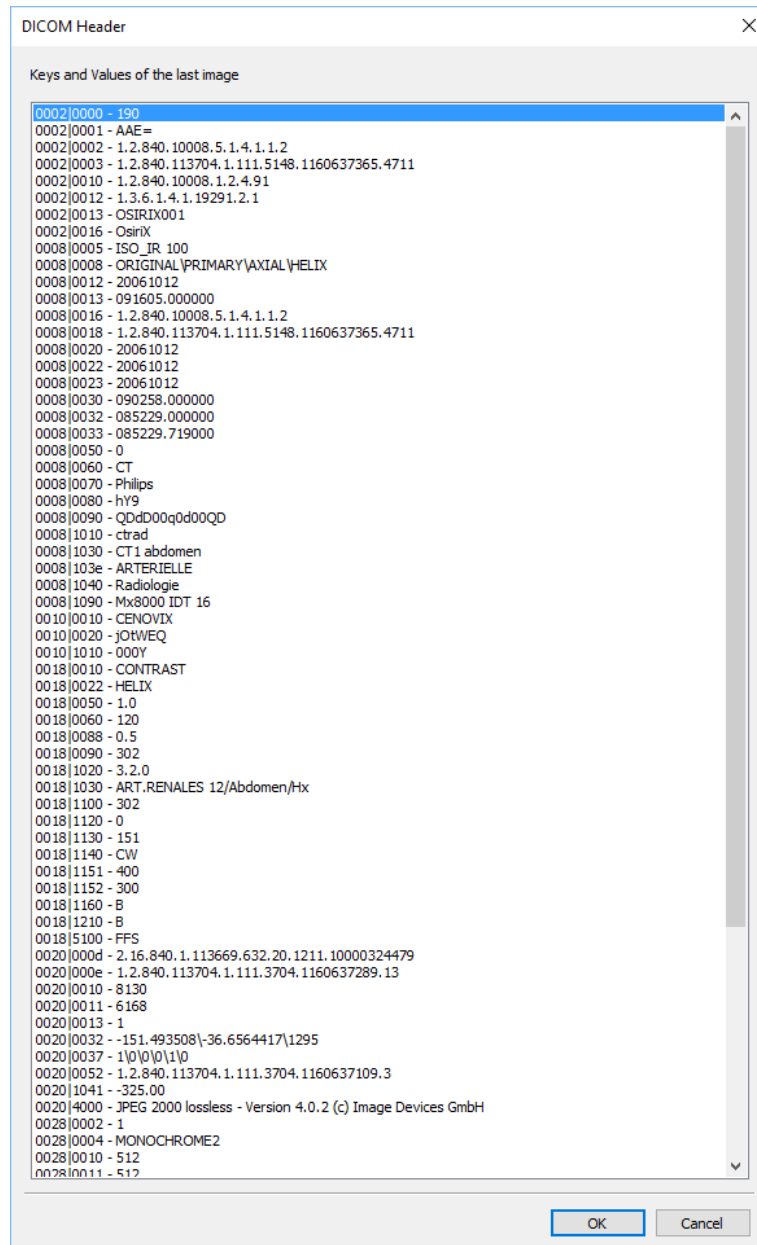 DICOM Header
Keys and Values of the last image
0002|0000 - 190
0002|0001 - AAE=
0002|0002 - 1.2.840.10008.5.1.4.1.1.2
0002|0003 - 1.2.840.113704.1.111.5148.1160637365.4711
0002|0010 - 1.2.840.10008.1.2.4.91
0002|0012 - 1.3.6.1.4.1.19291.2.1
0002|0013 - OSIRIX001
0002|0016 - OsiriX
0008|0005 - ISO_IR 100
0008|0008 - ORIGINAL\PRIMARY\AXIAL\HELIX
0008|0012 - 20061012
0008|0013 - 091605.000000
0008|0016 - 1.2.840.10008.5.1.4.1.1.2
0008|0018 - 1.2.840.113704.1.111.5148.1160637365.4711
0008|0020 - 20061012
0008|0022 - 20061012
0008|0023 - 20061012
0008|0030 - 090258.000000
0008|0032 - 085229.000000
0008|0033 - 085229.719000
0008|0050 - 0
0008|0060 - CT
0008|0070 - Philips
0008|0080 - hY9
0008|0090 - QDdD00q0d00QD
0008|1010 - ctrad
0008|1030 - CT1 abdomen
0008|103e - ARTERIELLE
0008|1040 - Radiologie
0008|1090 - Mx8000 IDT 16
0010|0010 - CENOVIX
0010|0020 - jOtWEQ
0010|1010 - 000Y
0018|0010 - CONTRAST
0018|0022 - HELIX
0018|0050 - 1.0
0018|0060 - 120
0018|0088 - 0.5
0018|0090 - 302
0018|1020 - 3.2.0
0018|1030 - ART.RENALES 12/Abdomen/Hx
0018|1100 - 302
0018|1120 - 0
0018|1130 - 151
0018|1140 - CW
0018|1151 - 400
0018|1152 - 300
0018|1160 - B
0018|1210 - B
0018|5100 - FFS
0020|000d - 2.16.840.1.113669.632.20.1211.10000324479
0020|000e - 1.2.840.113704.1.111.3704.1160637289.13
0020|0010 - 8130
0020|0011 - 6168
0020|0013 - 1
0020|0032 - -151.493508\-36.6564417\1295
0020|0037 - 1\0\0\0\1\0
0020|0052 - 1.2.840.113704.1.111.3704.1160637109.3
0020|1041 - -325.00
0020|4000 - JPEG 2000 lossless - Version 4.0.2 (c) Image Devices GmbH
0028|0002 - 1
0028|0004 - MONOCHROME2
0028|0010 - 512
0028|0011 - 512
OK
Cancel